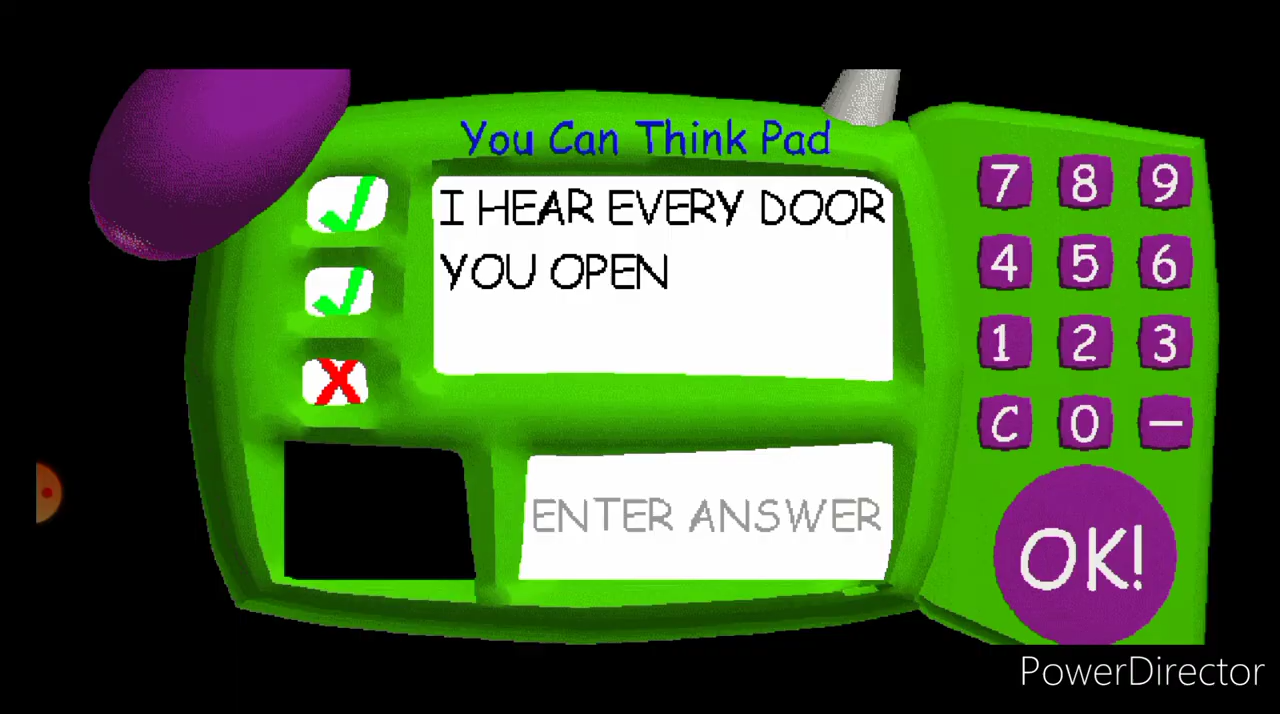 You Can Think Pad
I HEAR EVERY DOOR
YOU OPEN
ENTER ANSWER
7 8 9
4 5 6
1 2 3
C 0 —
OK!
PowerDirector